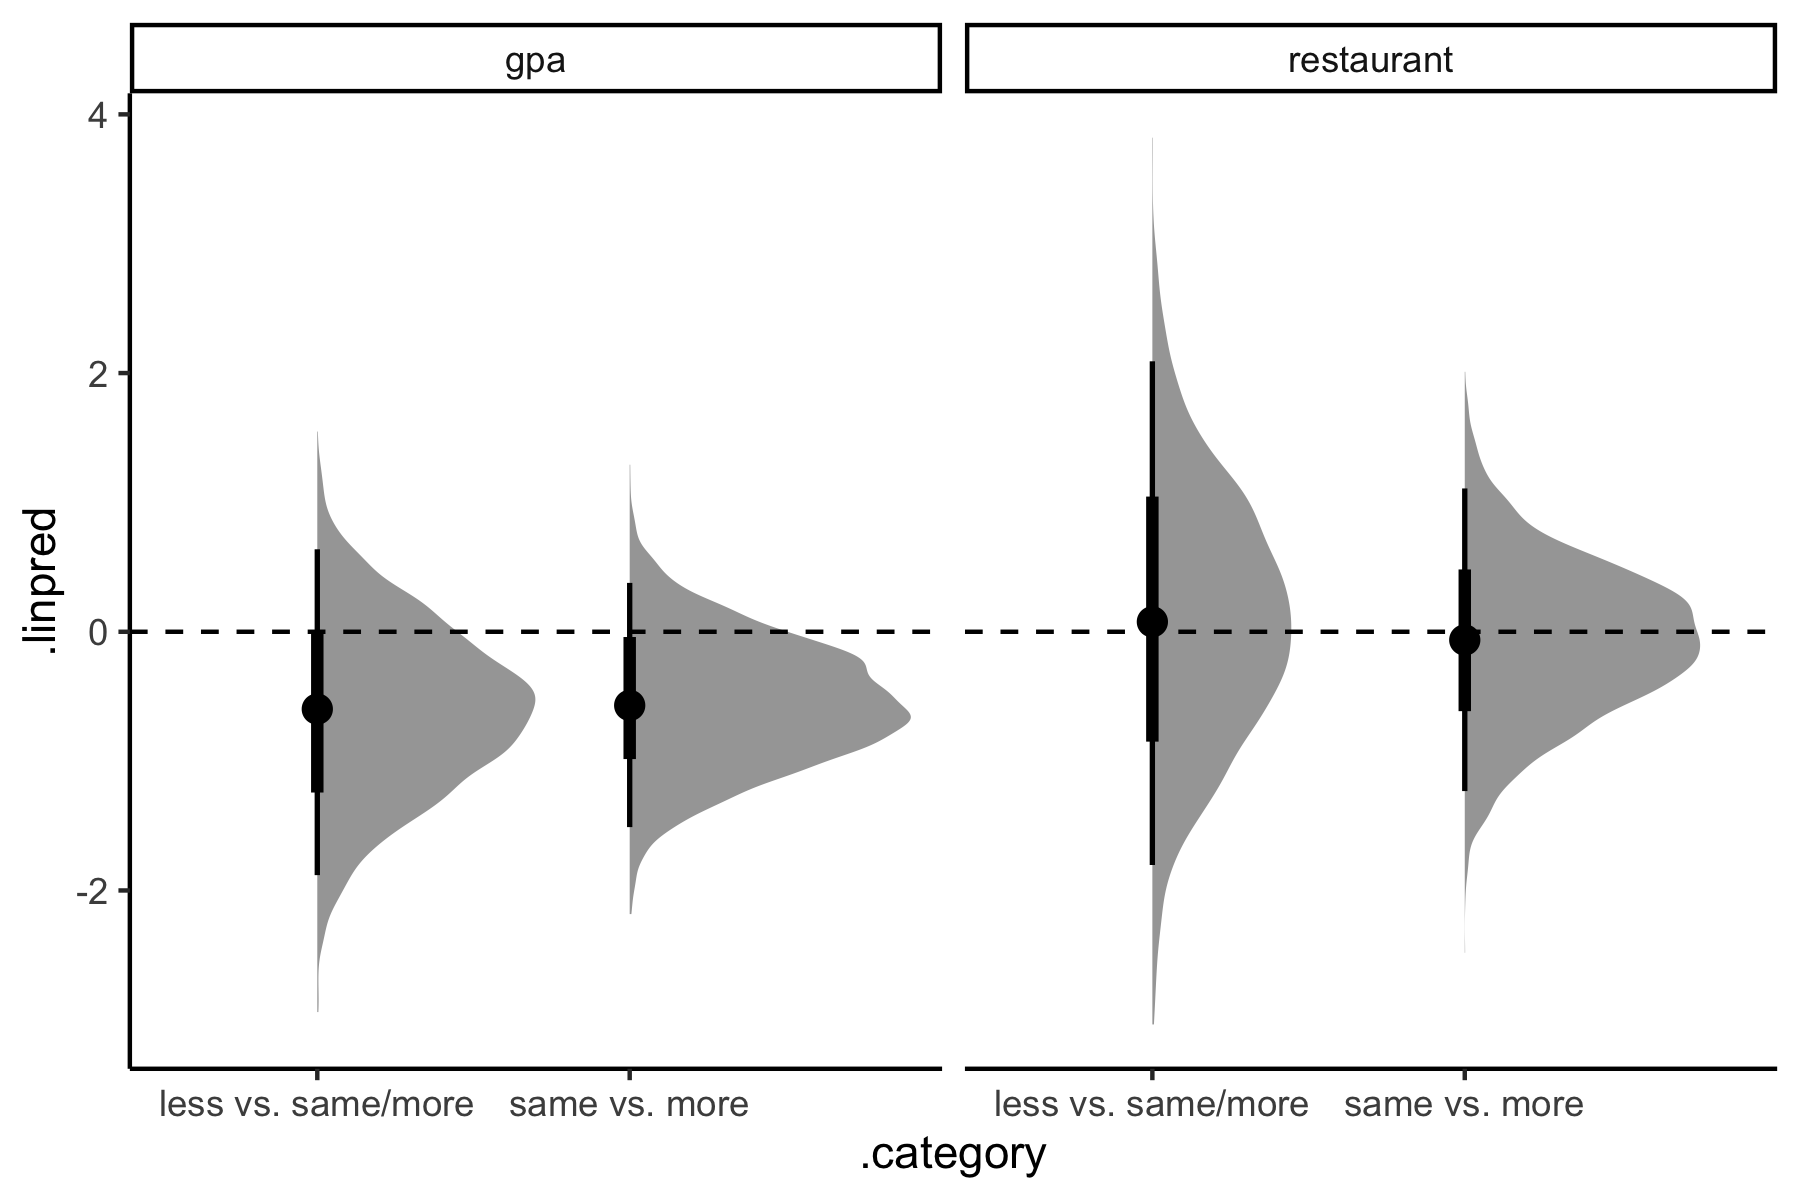 gpa
restaurant
4
2
0
-2
.linpred
less vs. same/more
same vs. more
less vs. same/more
same vs. more
.category